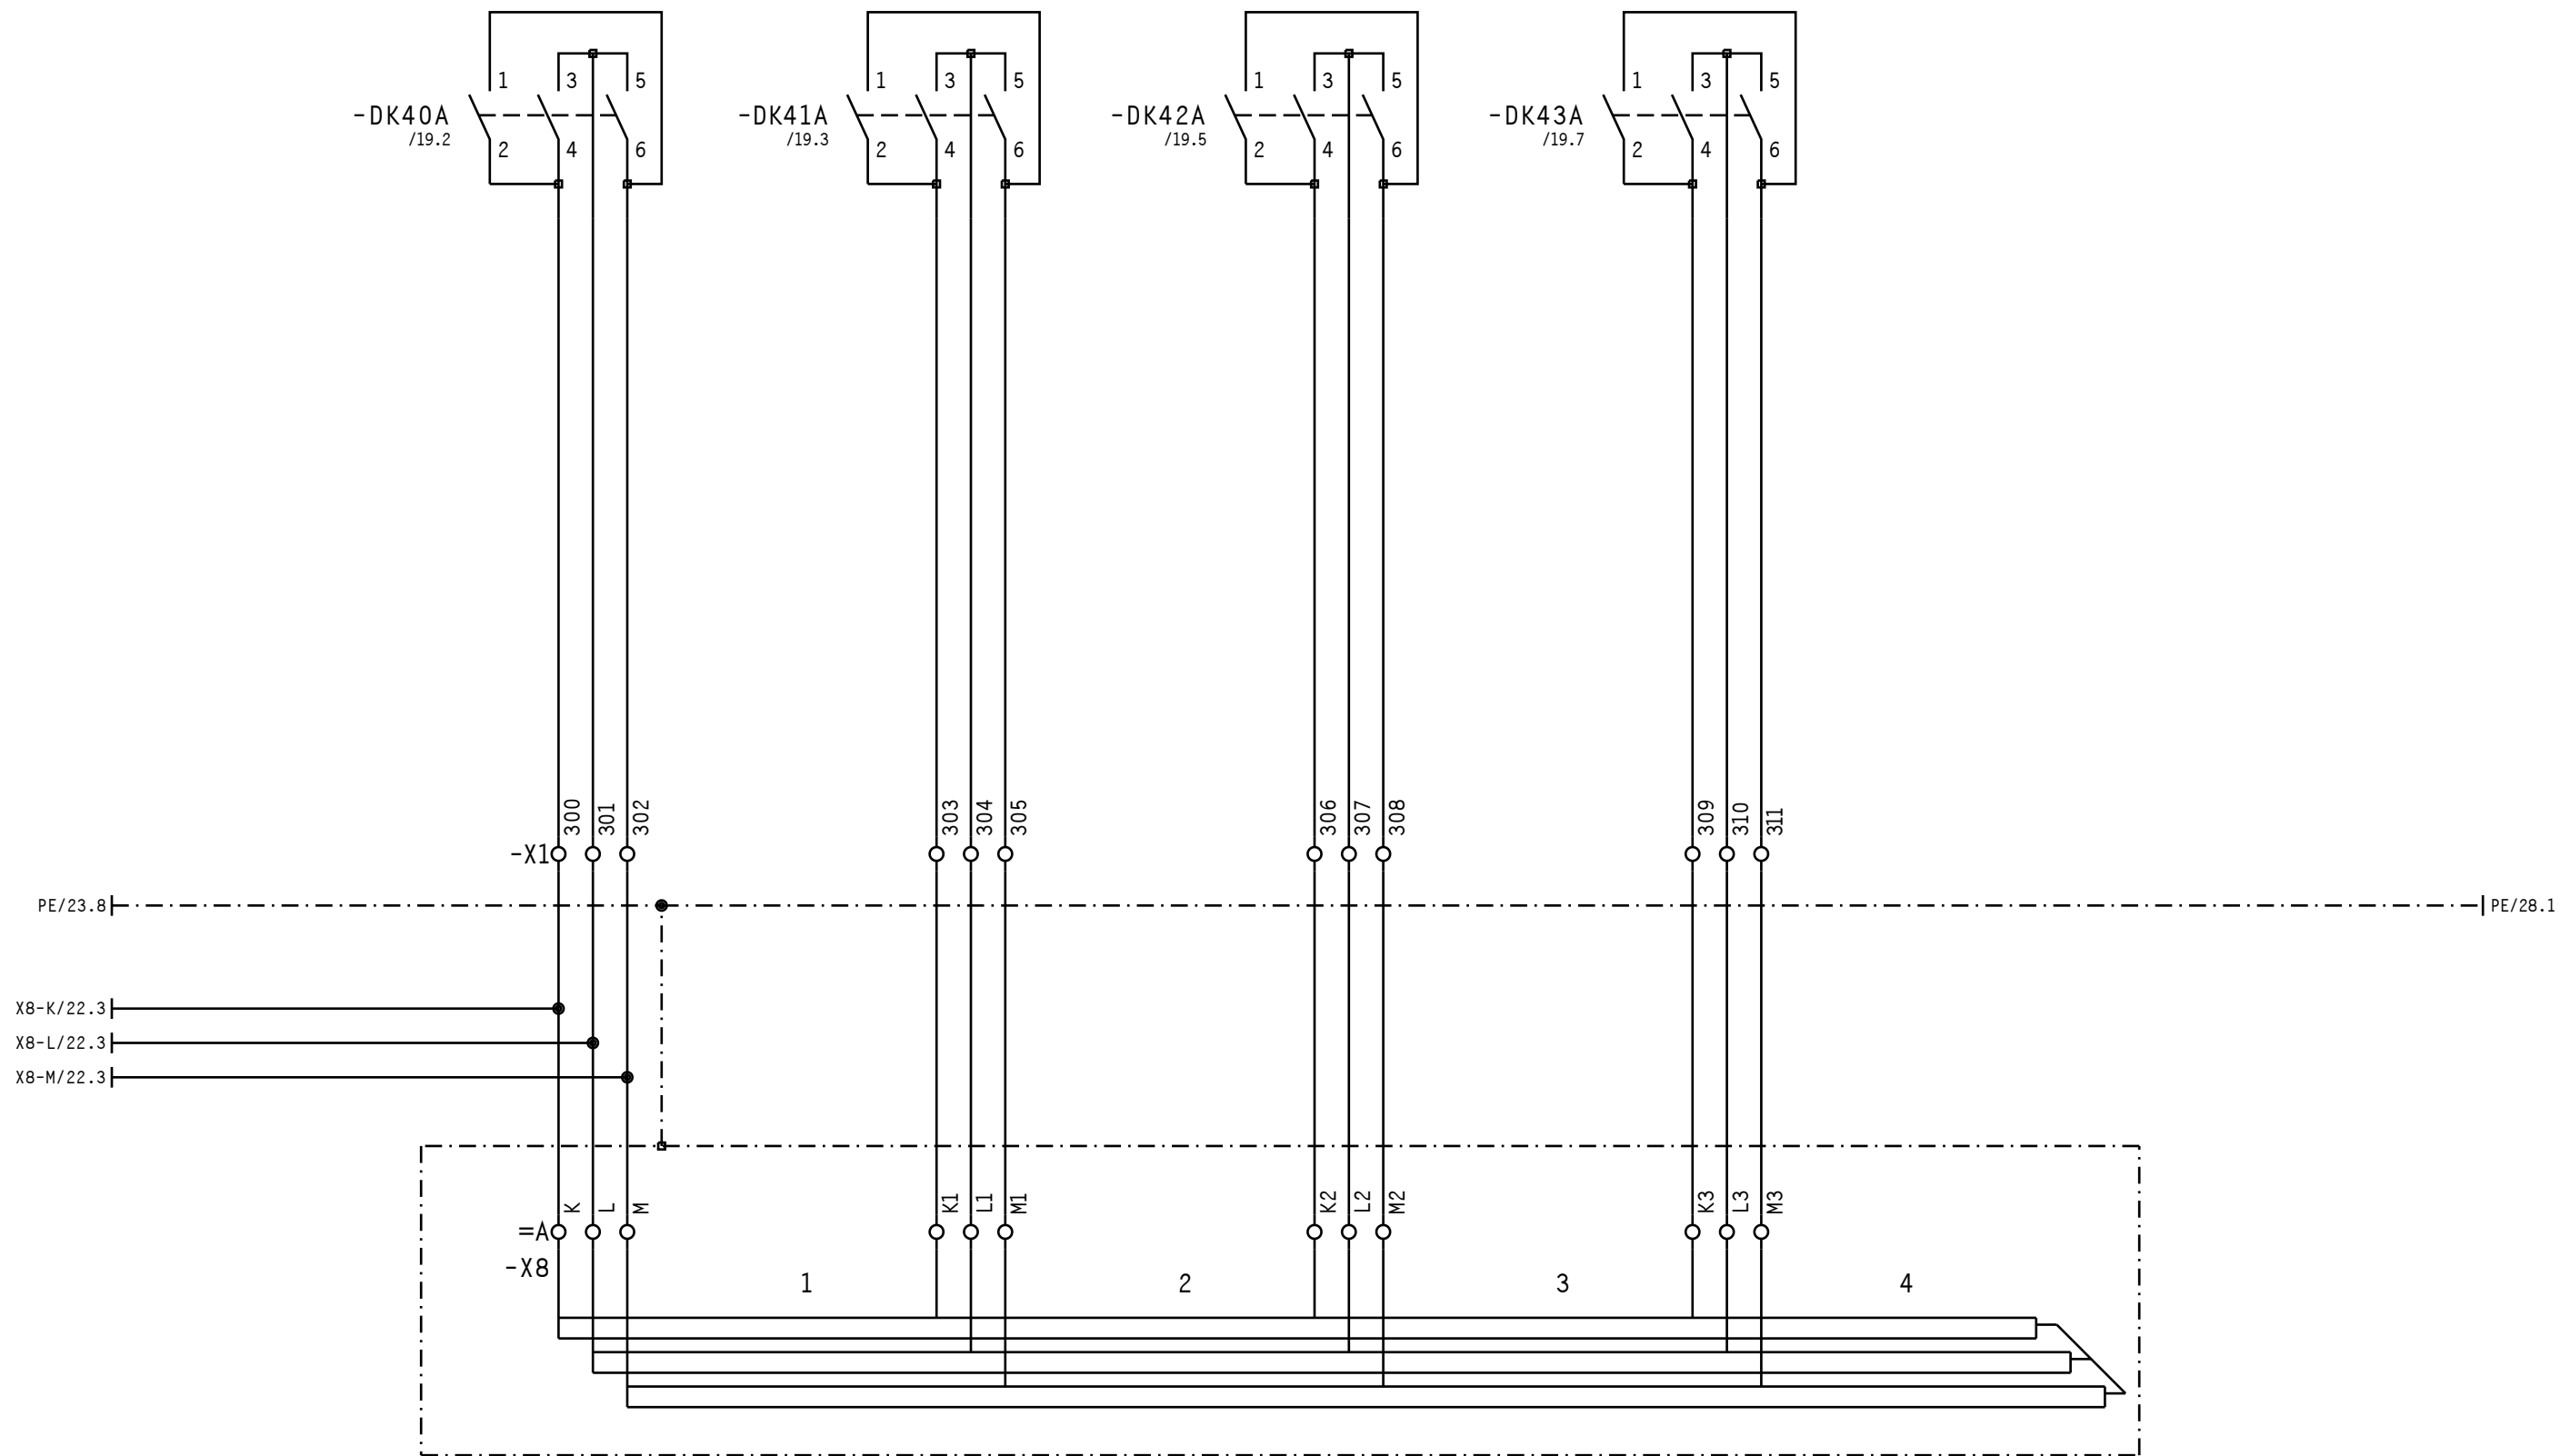 1 3 5 1 3 5 1 3 5 1 3 5
-DK40A -DK41A -DK42A -DK43A
/19.2 /19.3 /19.5 /19.7
2 4 6 2 4 6 2 4 6 2 4 6
300 301 302 303 304 305 306 307 308 309 310 311
-X1
PE/23.8 PE/28.1
X8-K/22.3
X8-L/22.3
X8-M/22.3
K L M K1 L1 M1 K2 L2 M2 K3 L3 M3
=A
-X8
1 2 3 4